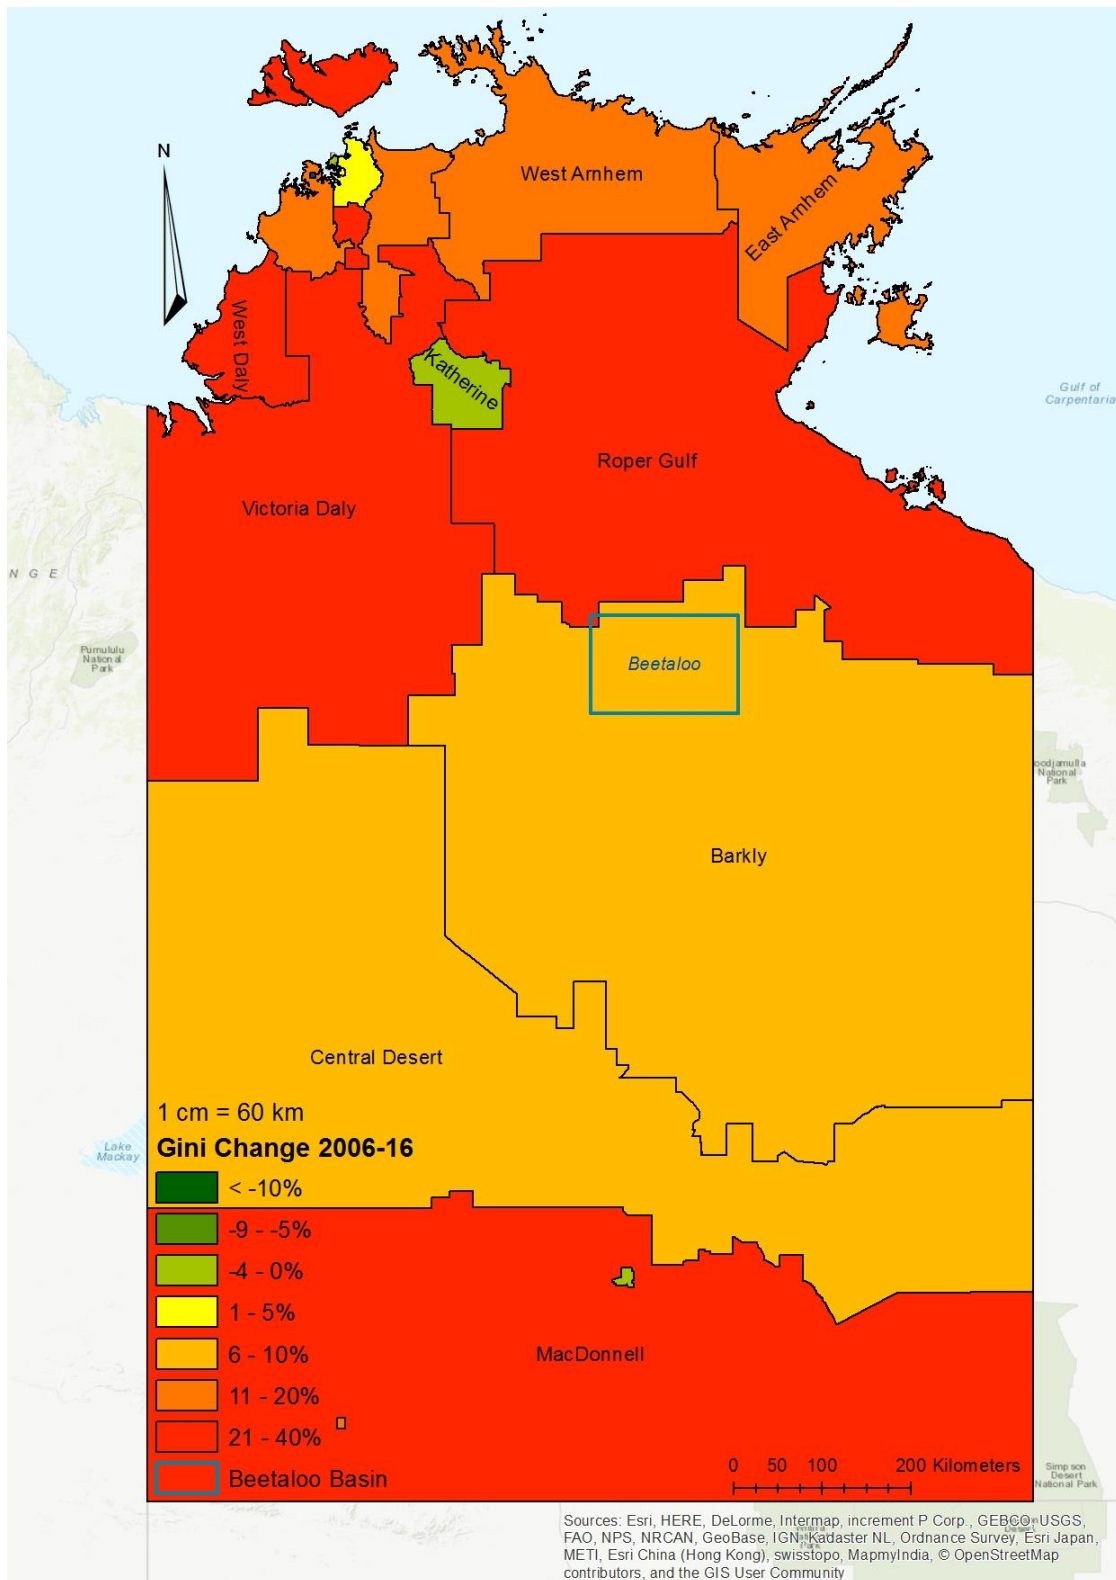 N
West Arnhem
East Arnhem
West Daly
Katherine
Gulf of
Carpentaria
Roper Gulf
Victoria Daly
N G E
Purnululu
National
Park
Beetaloo
oodjamulla
National
Park
Barkly
Central Desert
1 cm = 60 km
Lake
Mackay
Gini Change 2006-16
< -10%
-9 - -5%
-4 - 0%
1 - 5%
6 - 10%
11 - 20%
21 - 40%
Beetaloo Basin
MacDonnell
0 50 100 200 Kilometers
Simpson
Desert
National Park
Sources: Esri, HERE, DeLorme, Intermap, increment P Corp., GEBCO, USGS,
FAO, NPS, NRCAN, GeoBase, IGN, Kadaster NL, Ordnance Survey, Esri Japan,
METI, Esri China (Hong Kong), swisstopo, MapmyIndia, © OpenStreetMap
contributors, and the GIS User Community